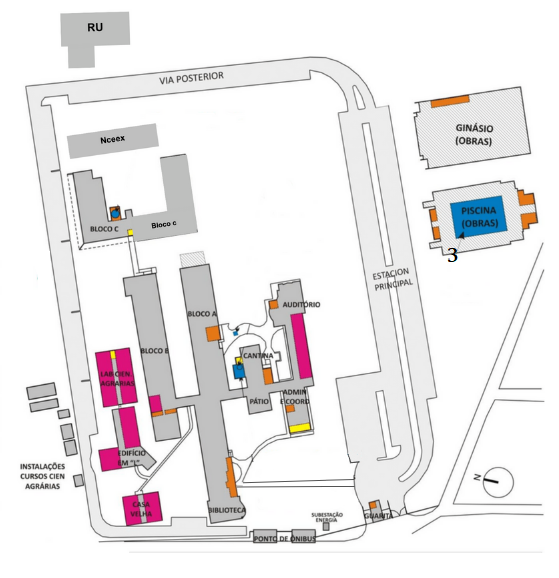 RU
VIA POSTERIOR
GINÁSIO
(OBRAS)
Nceex
PISCINA
(OBRAS)
3
BLOCO C
Bloco c
ESTACION
PRINCIPAL
BLOCO A
AUDITÓRIO
BLOCO B
CANTINA
LAB CIEN
AGRÁRIAS
PÁTIO
ADMIN
E COORD
EDIFÍCIO
EM "L"
INSTALAÇÕES
CURSOS CIEN
AGRÁRIAS
N
CASA
VELHA
BIBLIOTECA
SUBESTAÇÃO
ENERGIA
GUARITA
PONTO DE ÔNIBUS